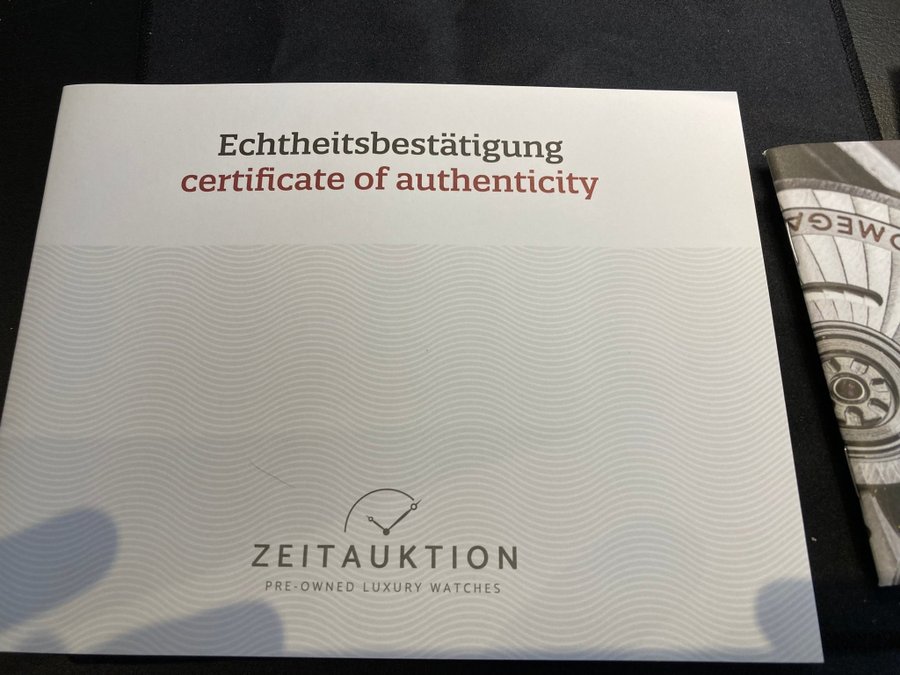 Echtheitsbestätigung
certificate of authenticity
ZEITAUKTION
PRE-OWNED LUXURY WATCHES
OMEGA